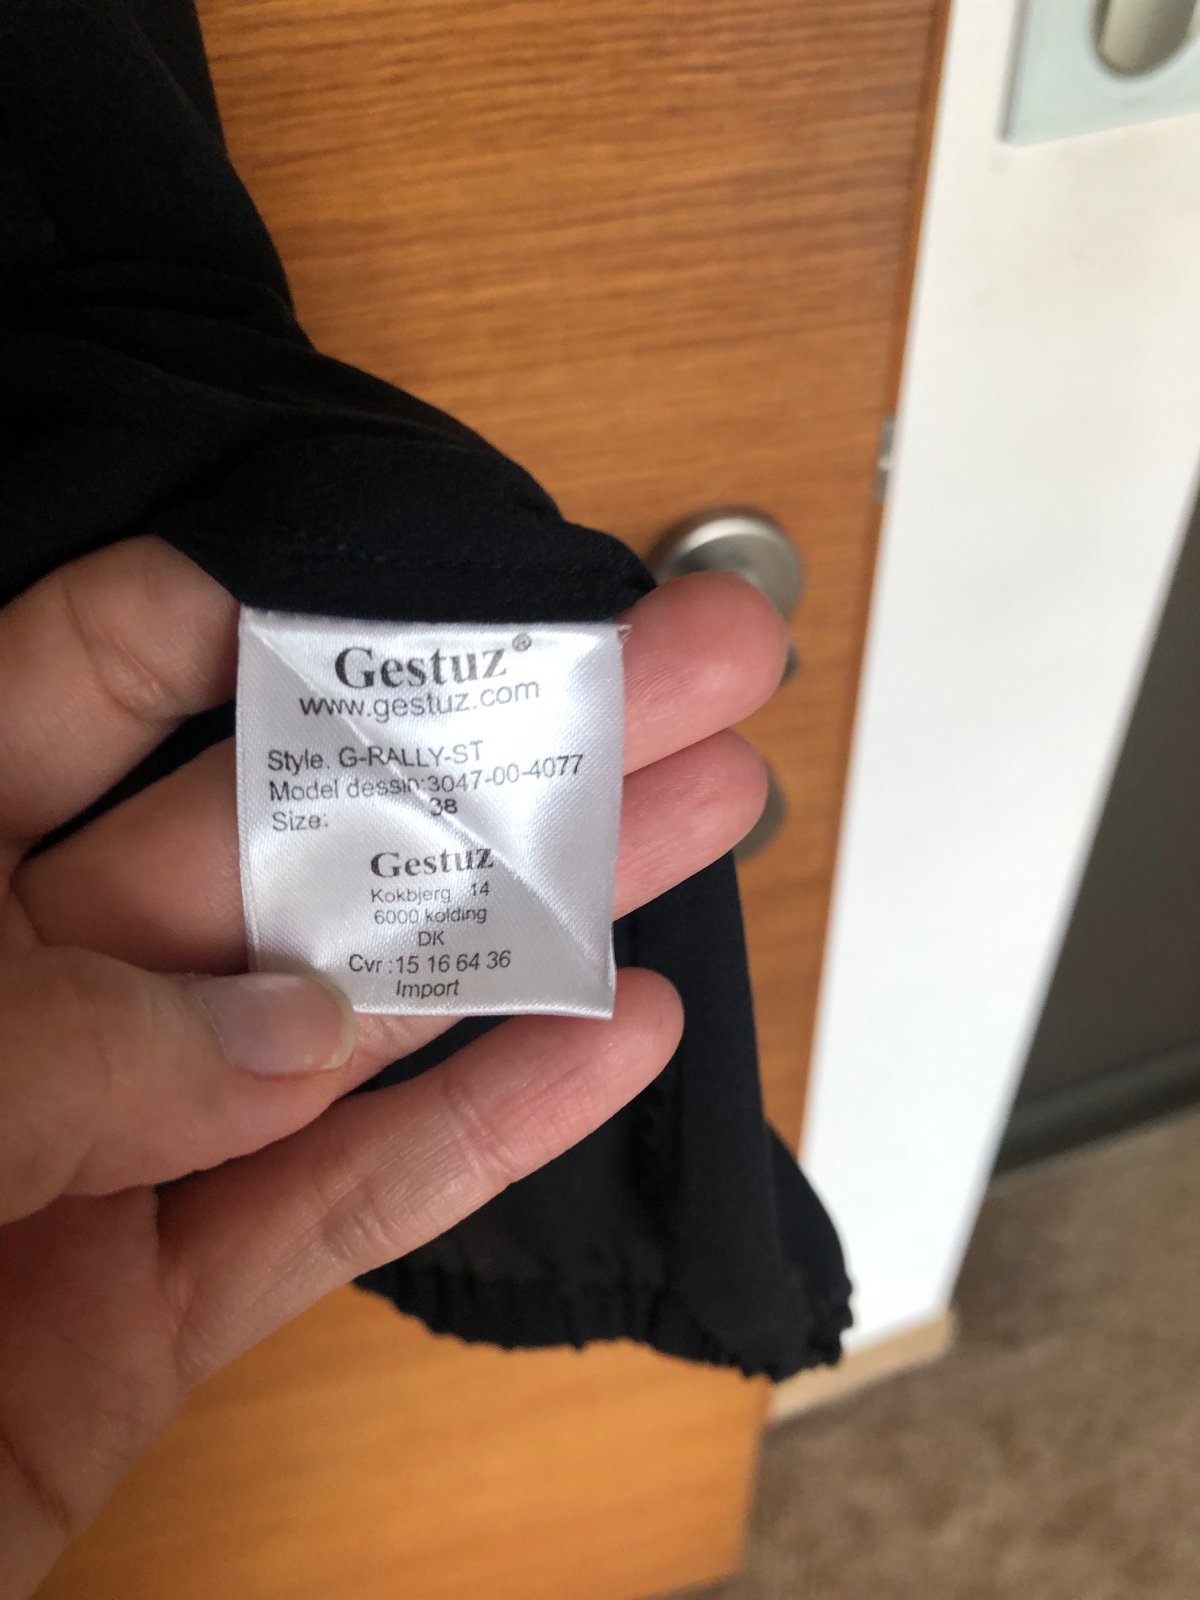 Gestuz®
www.gestuz.com
Style. G-RALLY-ST
Model dessin:3047-00-4077
Size: 38
Gestuz
Kokbjerg 14
6000 kolding
DK
Cvr :15 16 64 36
Import